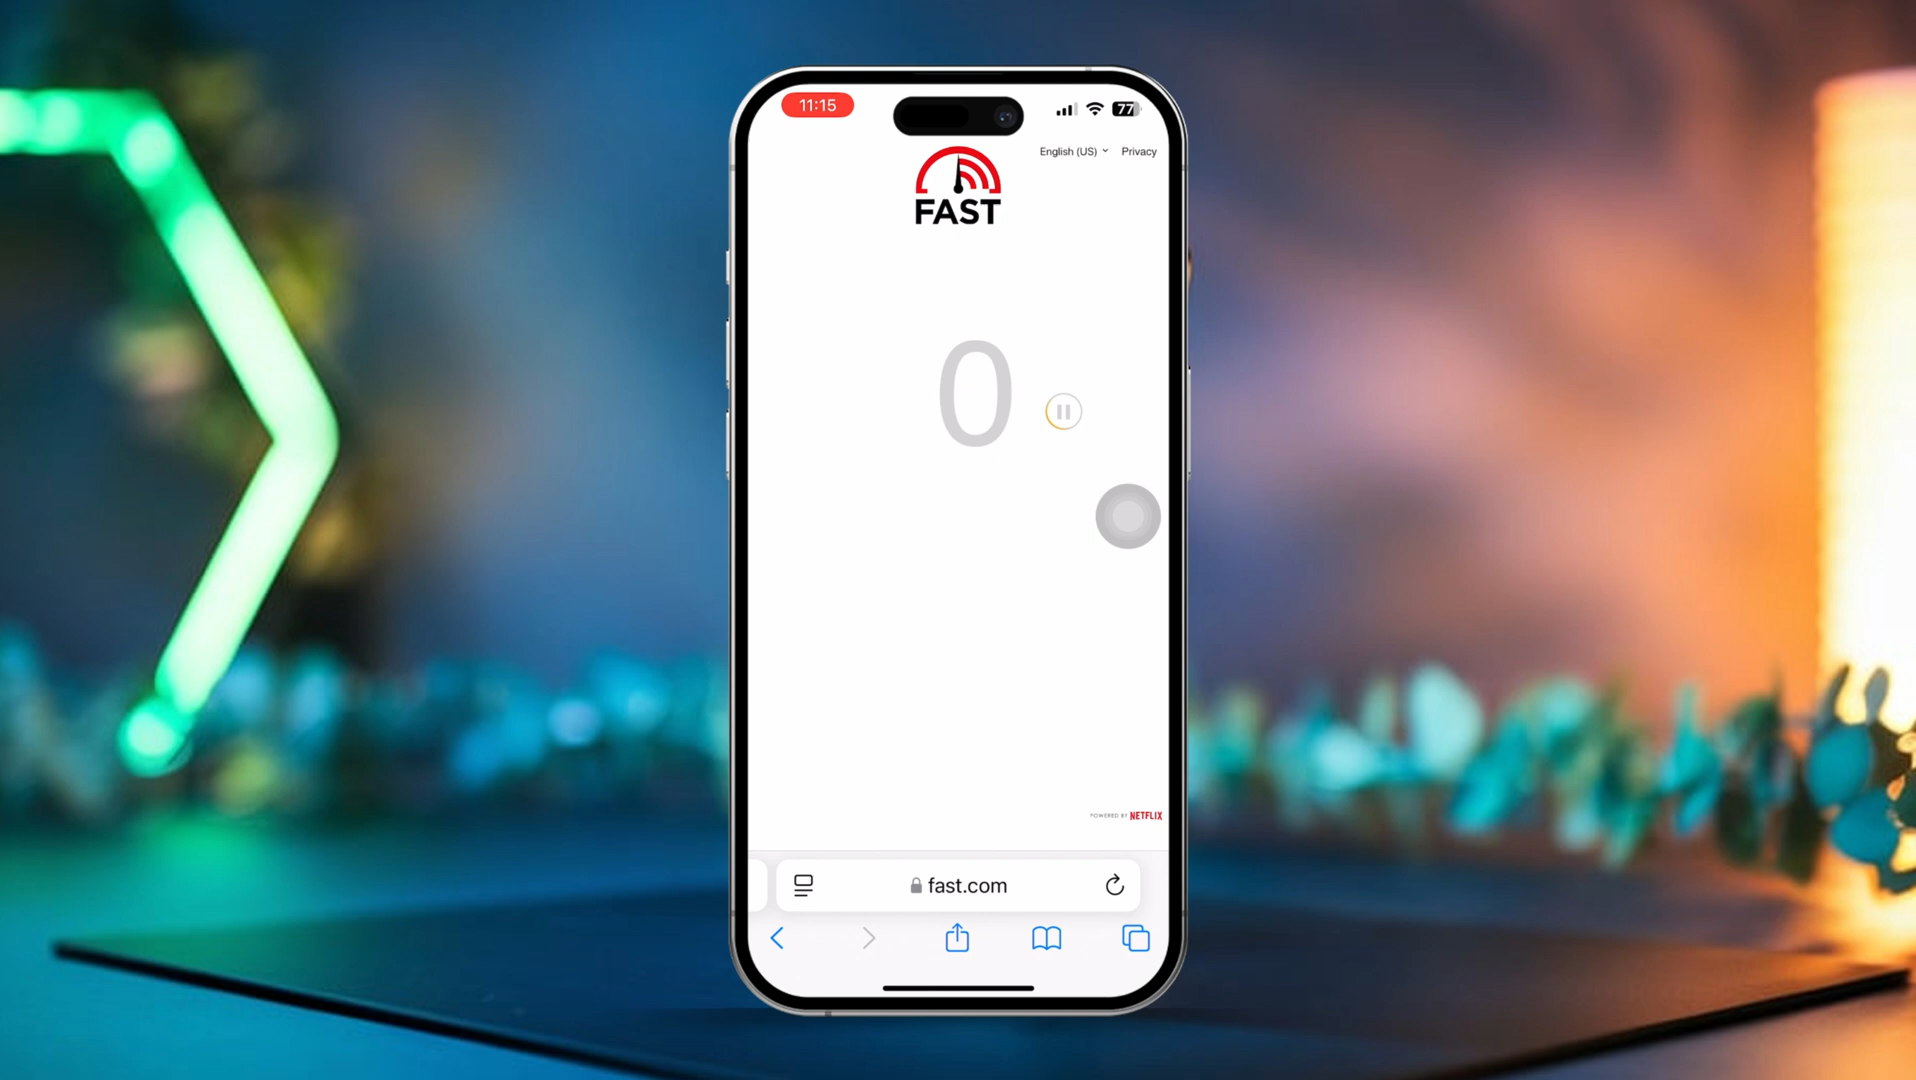 11:15
77
English (US) Privacy
FAST
0
POWERED BY NETFLIX
fast.com